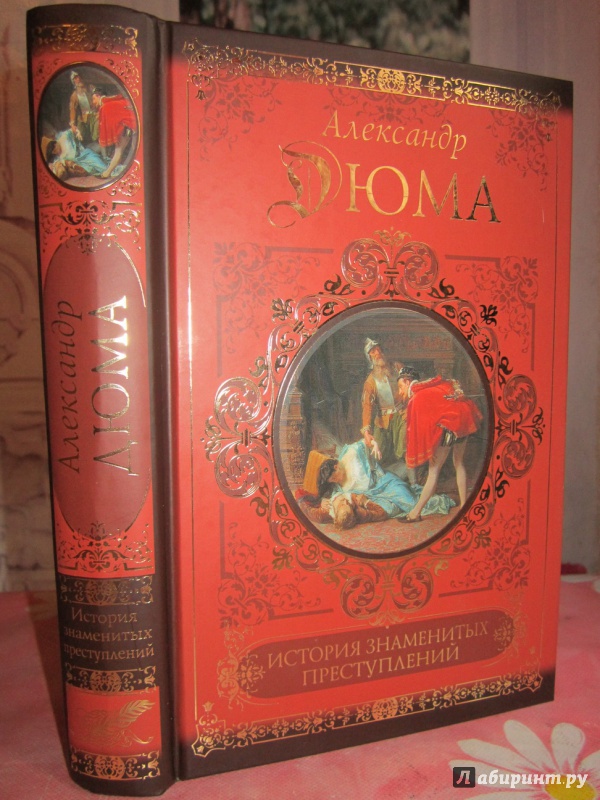 Александр
ДЮМА
История
знаменитых
преступлений
Александр
ДЮМА
ИСТОРИЯ ЗНАМЕНИТЫХ
ПРЕСТУПЛЕНИЙ
Лабиринт.ру